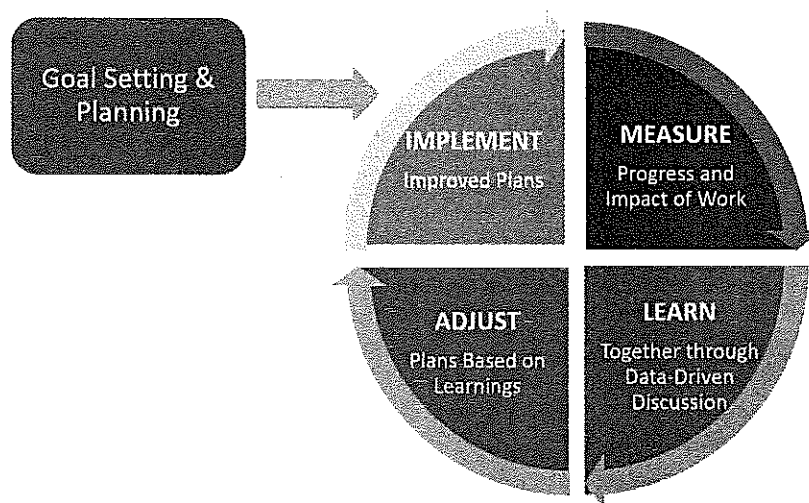 Goal Setting &
Planning
IMPLEMENT
Improved Plans
MEASURE
Progress and
Impact of Work
ADJUST
Plans Based on
Learnings
LEARN
Together through
Data-Driven
Discussion